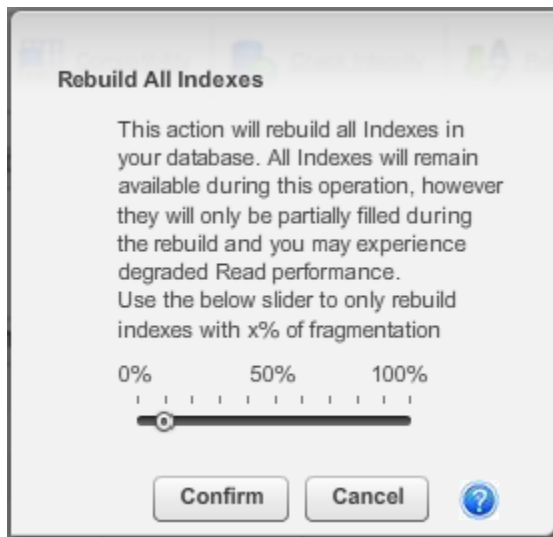 Rebuild All Indexes
This action will rebuild all Indexes in
your database. All Indexes will remain
available during this operation, however
they will only be partially filled during
the rebuild and you may experience
degraded Read performance.
Use the below slider to only rebuild
indexes with x% of fragmentation
0% 50% 100%
Confirm Cancel ?